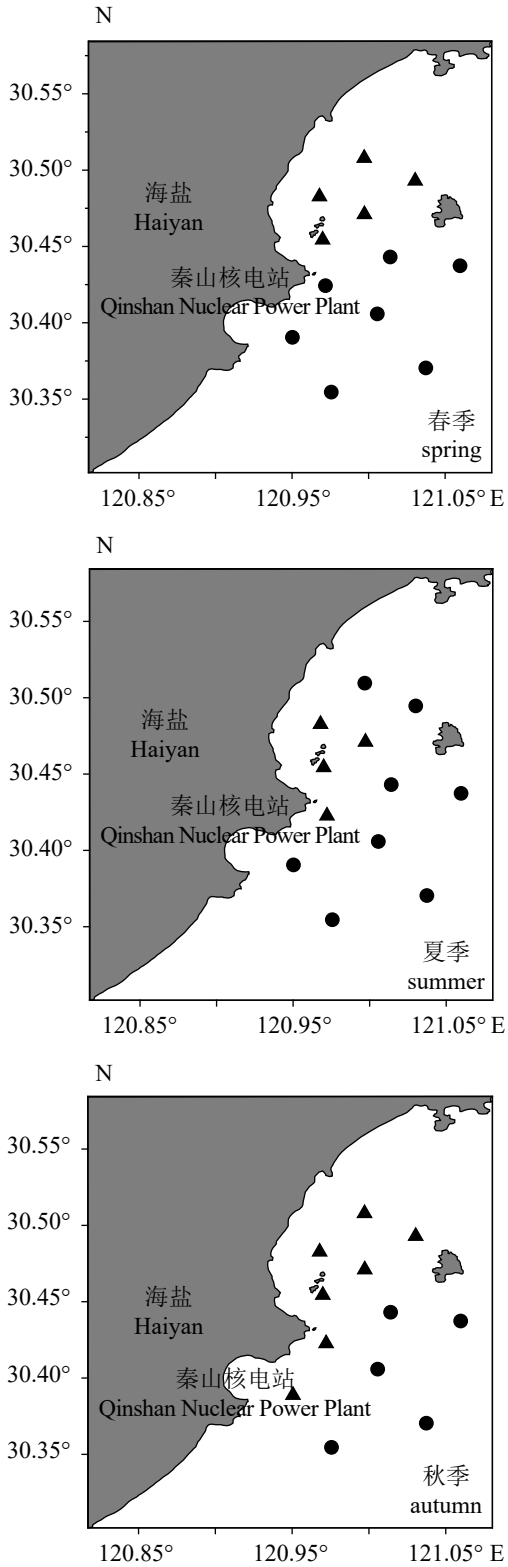 N
30.55°
30.50°
海盐
Haiyan
30.45°
秦山核电站
Qinshan Nuclear Power Plant
30.40°
30.35°
春季
spring
120.85° 120.95° 121.05° E
N
30.55°
30.50°
海盐
Haiyan
30.45°
秦山核电站
Qinshan Nuclear Power Plant
30.40°
30.35°
夏季
summer
120.85° 120.95° 121.05° E
N
30.55°
30.50°
30.45°
海盐
Haiyan
30.40°
秦山核电站
Qinshan Nuclear Power Plant
30.35°
秋季
autumn
120.85° 120.95° 121.05° E